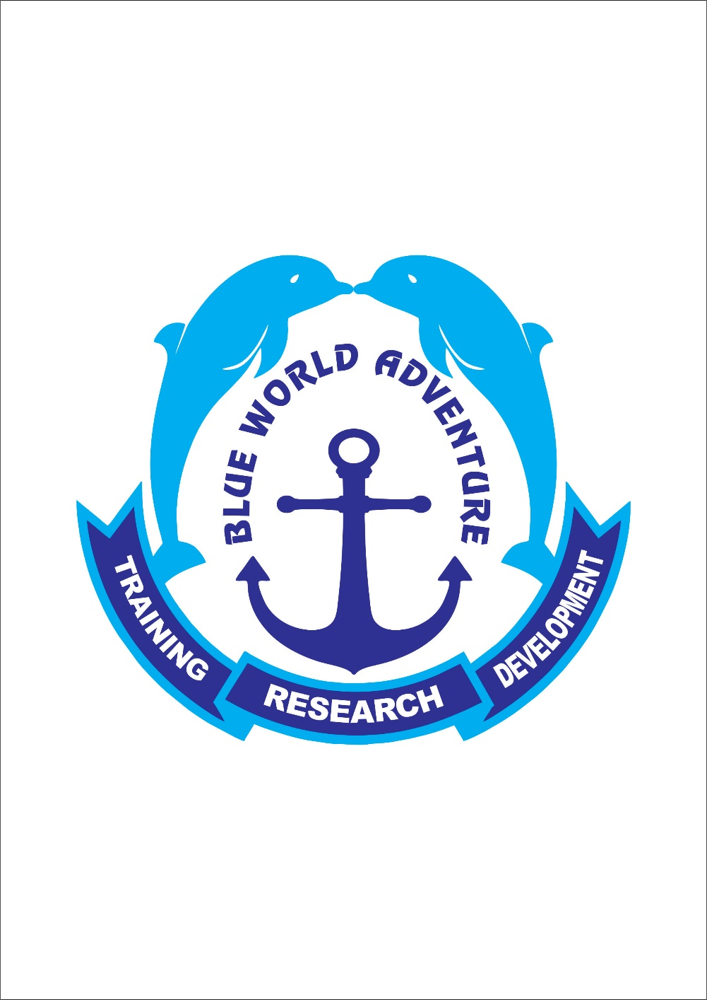 BLUE WORLD ADVENTURE
TRAINING
RESEARCH
DEVELOPMENT